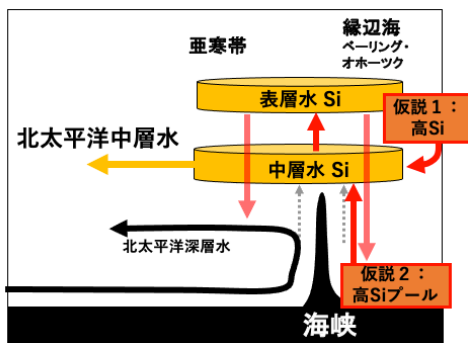 亜寒帯
縁辺海
ベーリング・
オホーツク
表層水 Si
仮説1：
高Si
北太平洋中層水
中層水 Si
北太平洋深層水
仮説2：
高Siプール
海峡